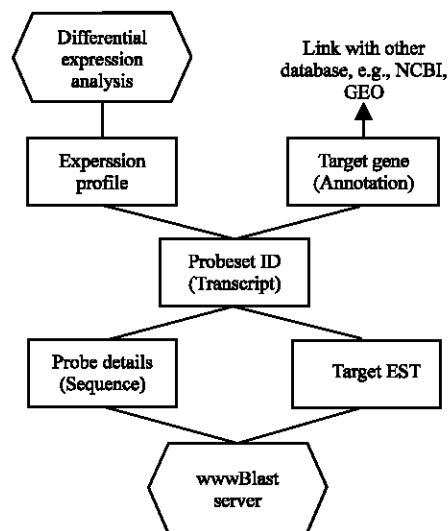 Differential
expression
analysis
Link with other
database, e.g., NCBI,
GEO
Experssion
profile
Target gene
(Annotation)
Probeset ID
(Transcript)
Probe details
(Sequence)
Target EST
wwwBlast
server